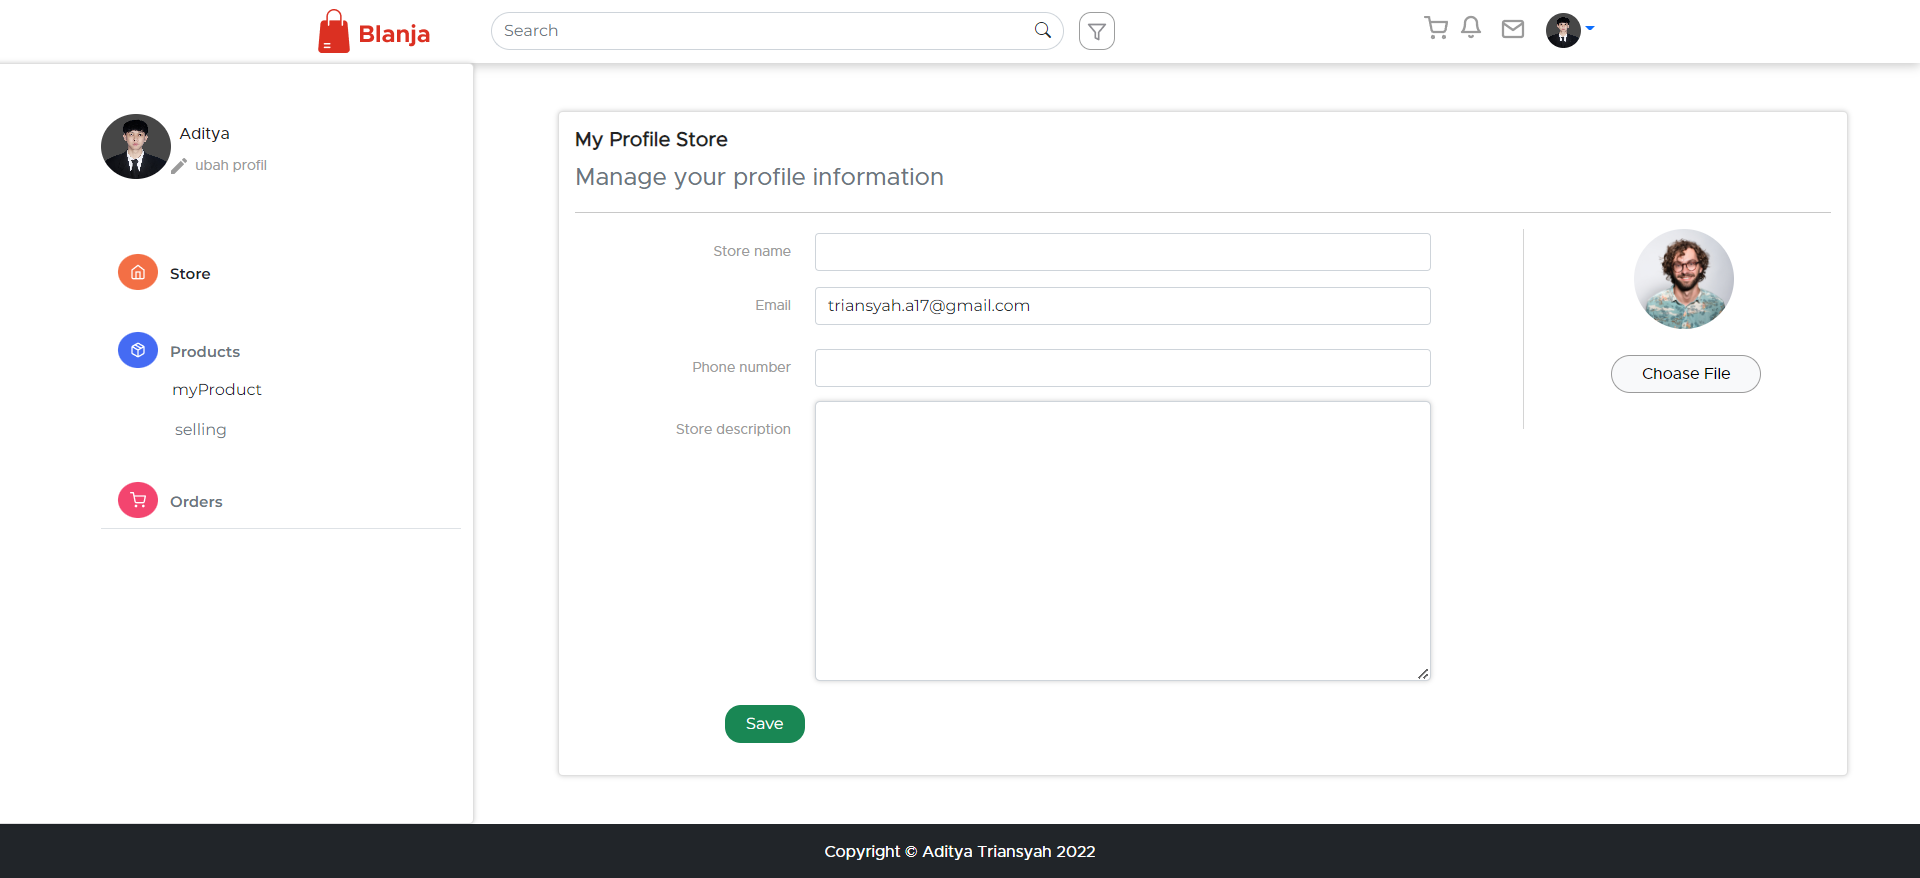 Blanja
Search
Aditya
ubah profil
Store
Products
myProduct
selling
Orders
My Profile Store
Manage your profile information
Store name
Email
triansyah.a17@gmail.com
Phone number
Store description
Save
Choase File
Copyright © Aditya Triansyah 2022